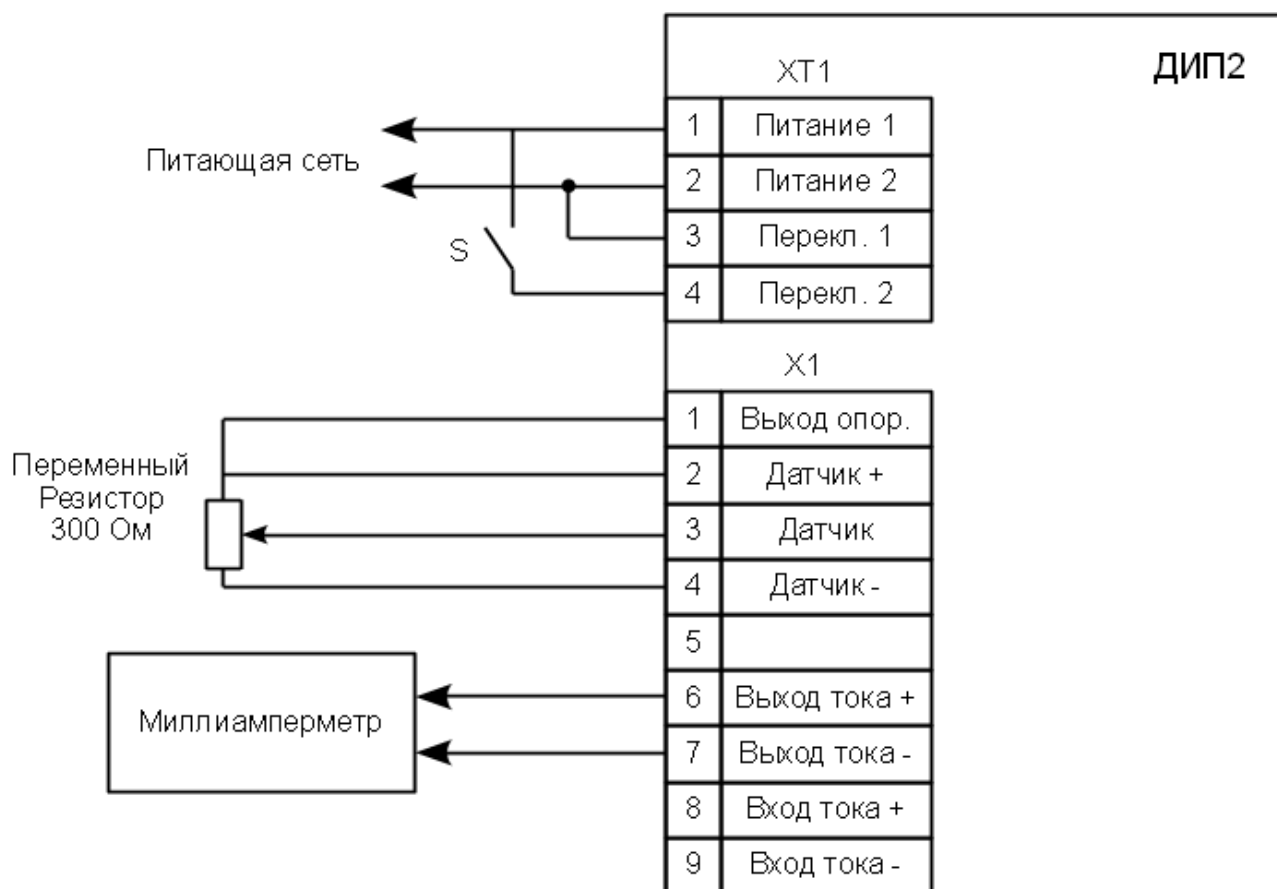 ДИП2
XT1
1 Питание 1
2 Питание 2
3 Перекл. 1
4 Перекл. 2
Питающая сеть
S
X1
1 Выход опор.
2 Датчик +
3 Датчик
4 Датчик -
5
6 Выход тока +
7 Выход тока -
8 Вход тока +
9 Вход тока -
Переменный
Резистор
300 Ом
Миллиамперметр